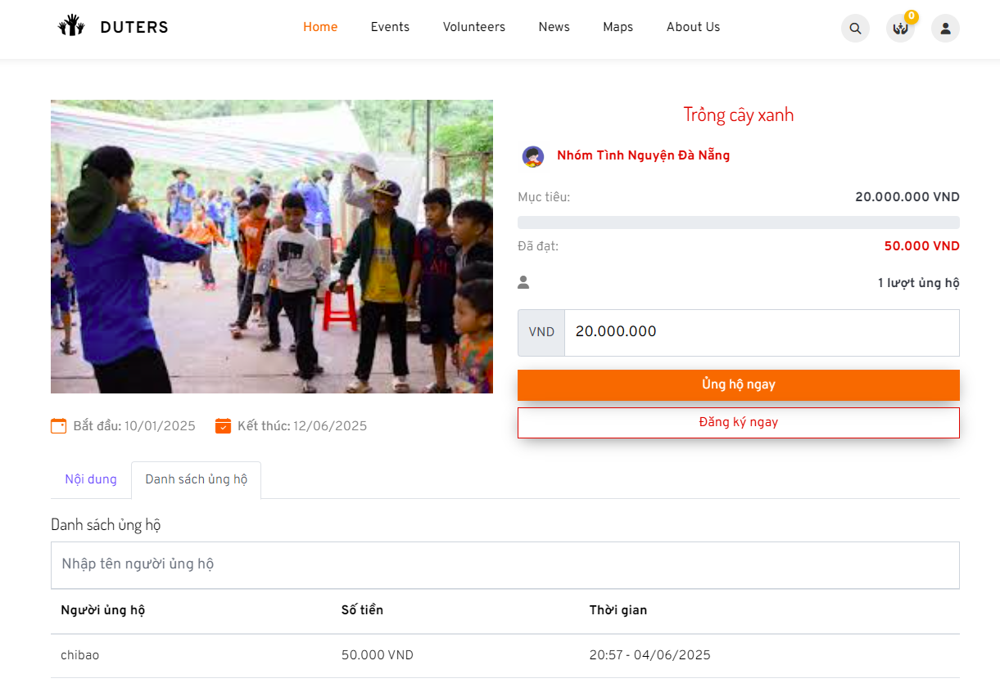 DUTERS
Home Events Volunteers News Maps About Us
0
Trồng cây xanh
Nhóm Tình Nguyện Đà Nẵng
Mục tiêu: 20.000.000 VND
Đã đạt: 50.000 VND
1 lượt ủng hộ
VND 20.000.000
Ủng hộ ngay
Đăng ký ngay
Bắt đầu: 10/01/2025 Kết thúc: 12/06/2025
Nội dung Danh sách ủng hộ
Danh sách ủng hộ
Nhập tên người ủng hộ
Người ủng hộ Số tiền Thời gian
chibao 50.000 VND 20:57 - 04/06/2025